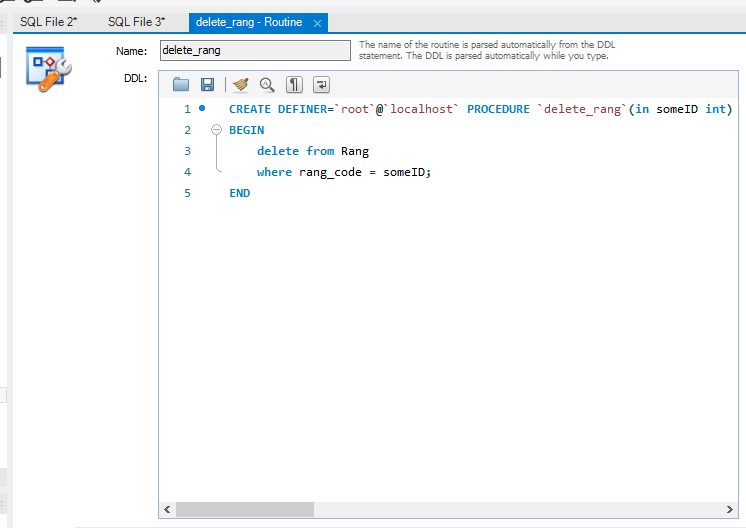 SQL File 2*
SQL File 3*
delete_rang - Routine
Name:
delete_rang
The name of the routine is parsed automatically from the DDL
statement. The DDL is parsed automatically while you type.
DDL:
1 CREATE DEFINER=`root`@`localhost` PROCEDURE `delete_rang`(in someID int)
2 BEGIN
3 delete from Rang
4 where rang_code = someID;
5 END